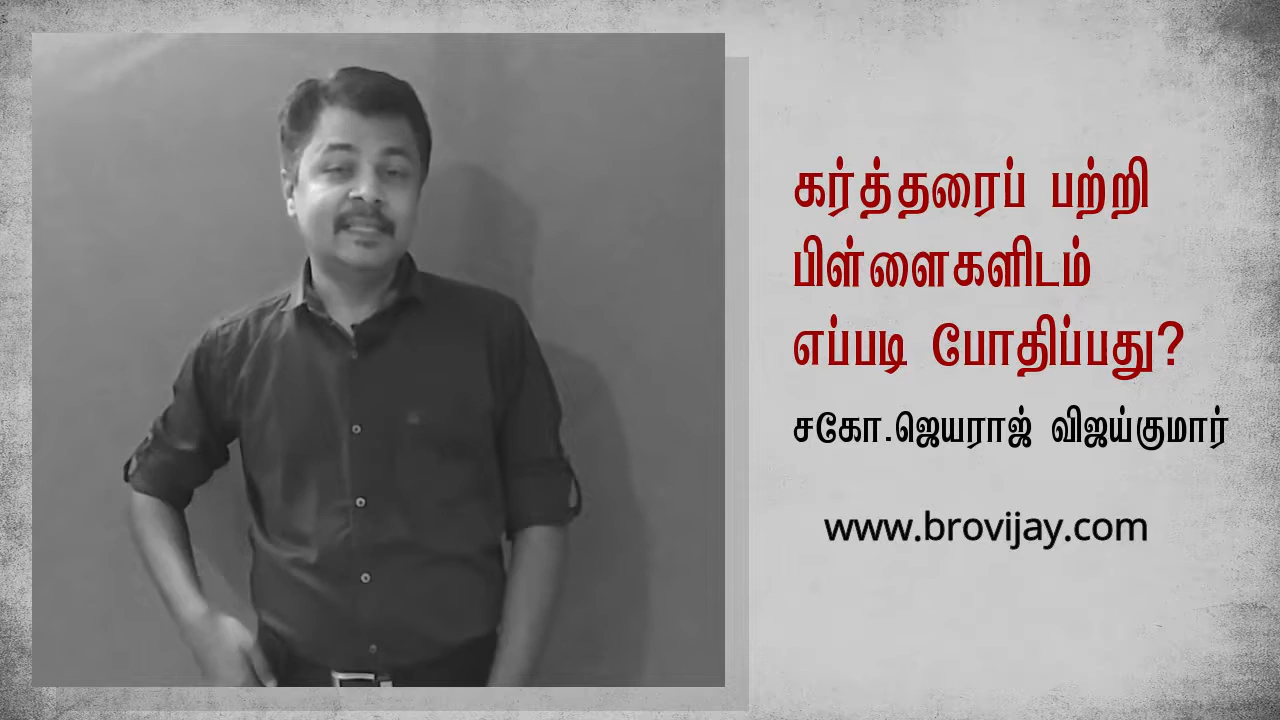 கர்த்தரைப் பற்றி
பிள்ளைகளிடம்
எப்படி போதிப்பது?
சகோ.ஜெயராஜ் விஜய்குமார்
www.brovijay.com